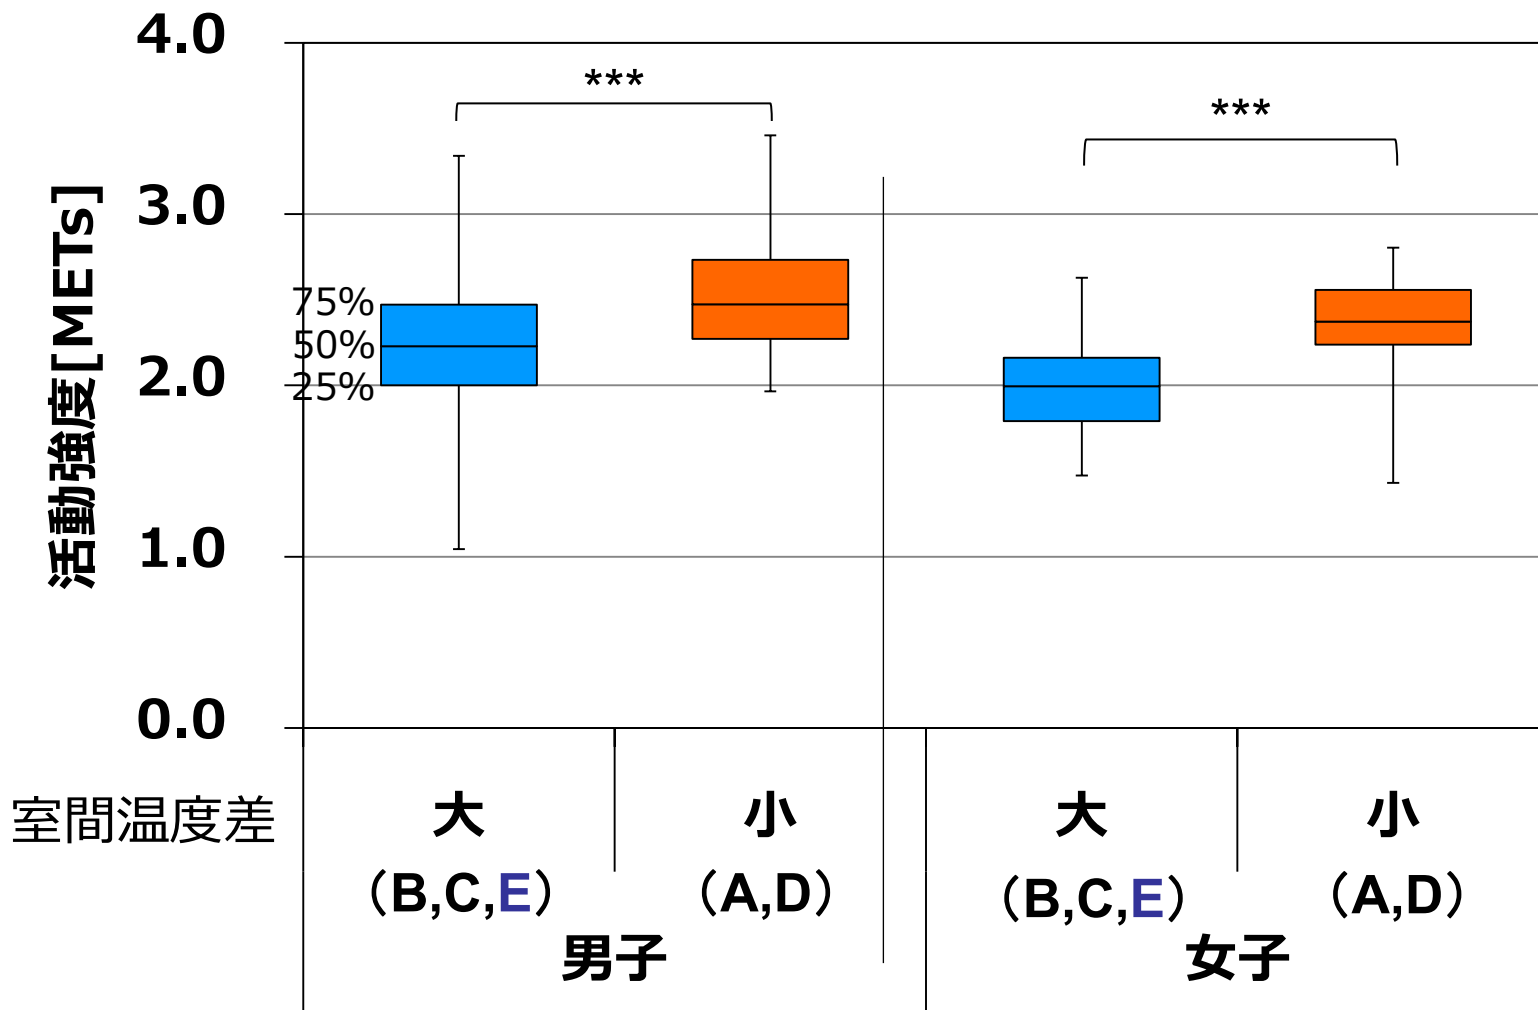 4.0
***
***
3.0
活動強度[METs]
75%
50%
25%
2.0
1.0
0.0
室間温度差
大
小
大
小
（B,C,E）
（A,D）
（B,C,E）
（A,D）
男子
女子